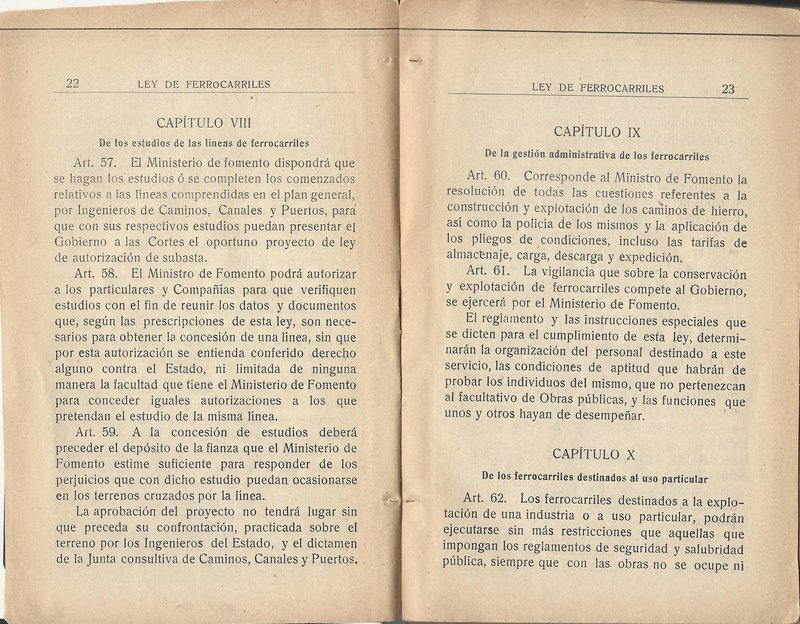 22 LEY DE FERROCARRILES
CAPÍTULO VIII
De los estudios de las líneas de ferrocarriles
Art. 57. El Ministerio de fomento dispondrá que
se hagan los estudios ó se completen los comenzados
relativos a las líneas comprendidas en el plan general,
por Ingenieros de Caminos, Canales y Puertos, para
que con sus respectivos estudios puedan presentar el
Gobierno a las Cortes el oportuno proyecto de ley
de autorización de subasta.
Art. 58. El Ministro de Fomento podrá autorizar
a los particulares y Compañías para que verifiquen
estudios con el fin de reunir los datos y documentos
que, según las prescripciones de esta ley, son nece-
sarios para obtener la concesión de una línea, sin que
por esta autorización se entienda conferido derecho
alguno contra el Estado, ni limitada de ninguna
manera la facultad que tiene el Ministerio de Fomento
para conceder iguales autorizaciones a los que
pretendan el estudio de la misma línea.
Art. 59. A la concesión de estudios deberá
preceder el depósito de la fianza que el Ministerio de
Fomento estime suficiente para responder de los
perjuicios que con dicho estudio puedan ocasionarse
en los terrenos cruzados por la línea.
La aprobación del proyecto no tendrá lugar sin
que preceda su confrontación, practicada sobre el
terreno por los Ingenieros del Estado, y el dictamen
de la Junta consultiva de Caminos, Canales y Puertos.
LEY DE FERROCARRILES 23
CAPÍTULO IX
De la gestión administrativa de los ferrocarriles
Art. 60. Corresponde al Ministro de Fomento la
resolución de todas las cuestiones referentes a la
construcción y explotación de los caminos de hierro,
así como la policía de los mismos y la aplicación de
los pliegos de condiciones, incluso las tarifas de
almacenaje, carga, descarga y expedición.
Art. 61. La vigilancia que sobre la conservación
y explotación de ferrocarriles compete al Gobierno,
se ejercerá por el Ministerio de Fomento.
El reglamento y las instrucciones especiales que
se dicten para el cumplimiento de esta ley, determi-
narán la organización del personal destinado a este
servicio, las condiciones de aptitud que habrán de
probar los individuos del mismo, que no pertenezcan
al facultativo de Obras públicas, y las funciones que
unos y otros hayan de desempeñar.
CAPÍTULO X
De los ferrocarriles destinados al uso particular
Art. 62. Los ferrocarriles destinados a la explo-
tación de una industria o a uso particular, podrán
ejecutarse sin más restricciones que aquellas que
impongan los reglamentos de seguridad y salubridad
pública, siempre que con las obras no se ocupe ni